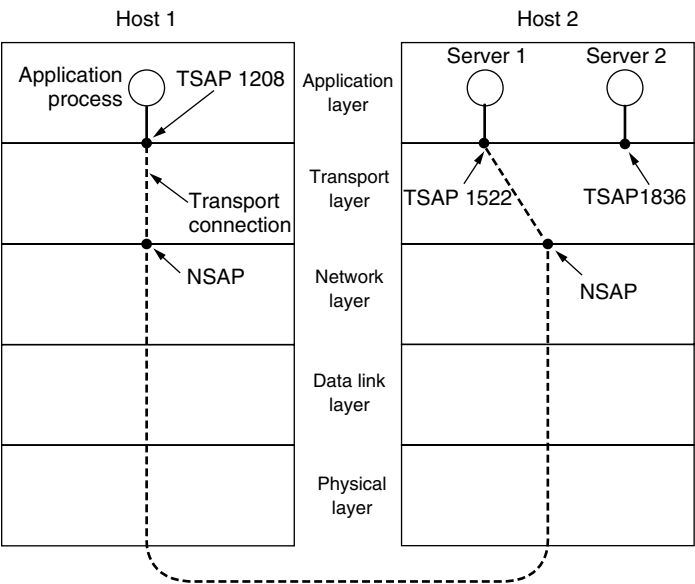 Host 1
Host 2
Application
process
TSAP 1208
Application
layer
Server 1
Server 2
Transport
connection
Transport
layer
TSAP 1522
TSAP1836
NSAP
Network
layer
NSAP
Data link
layer
Physical
layer